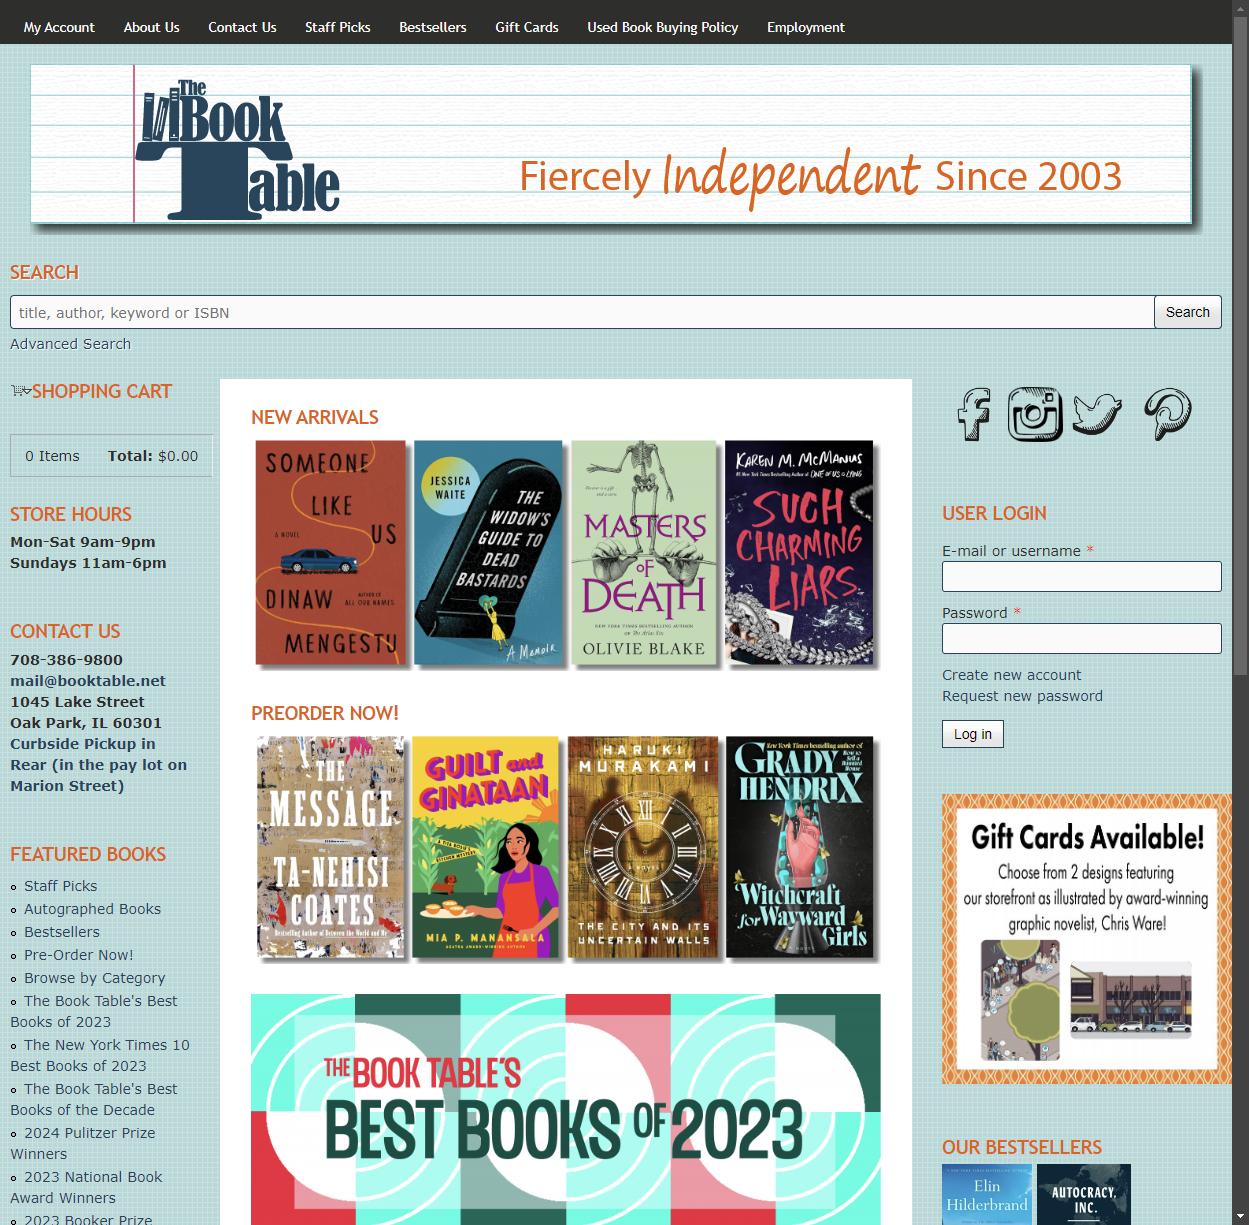 My Account
About Us
Contact Us
Staff Picks
Bestsellers
Gift Cards
Used Book Buying Policy
Employment
The
Book
Table
Fiercely Independent Since 2003
SEARCH
title, author, keyword or ISBN
Search
Advanced Search
SHOPPING CART
0 Items Total: $0.00
STORE HOURS
Mon-Sat 9am-9pm
Sundays 11am-6pm
CONTACT US
708-386-9800
mail@booktable.net
1045 Lake Street
Oak Park, IL 60301
Curbside Pickup in
Rear (in the pay lot on
Marion Street)
FEATURED BOOKS
Staff Picks
Autographed Books
Bestsellers
Pre-Order Now!
Browse by Category
The Book Table's Best
Books of 2023
The New York Times 10
Best Books of 2023
The Book Table's Best
Books of the Decade
2024 Pulitzer Prize
Winners
2023 National Book
Award Winners
2023 Booker Prize
NEW ARRIVALS
SOMEONE
LIKE
A NOVEL
US
DINAW
AUTHOR OF
ALL OUR NAMES
MENGESTU
JESSICA
WAITE
THE
WIDOW'S
GUIDE TO
DEAD
BASTARDS
A Memoir
MASTERS
OF
DEATH
NEW YORK TIMES BESTSELLING AUTHOR
OLIVIE BLAKE
KAREN M. McMANUS
#1 New York Times Bestselling Author of ONE OF US IS LYING
SUCH
CHARMING
LIARS
PREORDER NOW!
THE
MESSAGE
TA-NEHISI
COATES
Bestselling Author of Between the World and Me
GUILT and
GINATAAN
MIA P. MANANSALA
HARUKI
MURAKAMI
XII
A NOVEL
THE CITY AND ITS
UNCERTAIN WALLS
New York Times bestselling author of
How to
Sell a
Haunted
House
GRADY
HENDRIX
Witchcraft
for Wayward
Girls
THE BOOK TABLE'S
BEST BOOKS OF 2023
USER LOGIN
E-mail or username *
Password *
Create new account
Request new password
Log in
Gift Cards Available!
Choose from 2 designs featuring
our storefront as illustrated by award-winning
graphic novelist, Chris Ware!
OUR BESTSELLERS
Elin
Hilderbrand
AUTOCRACY,
INC.